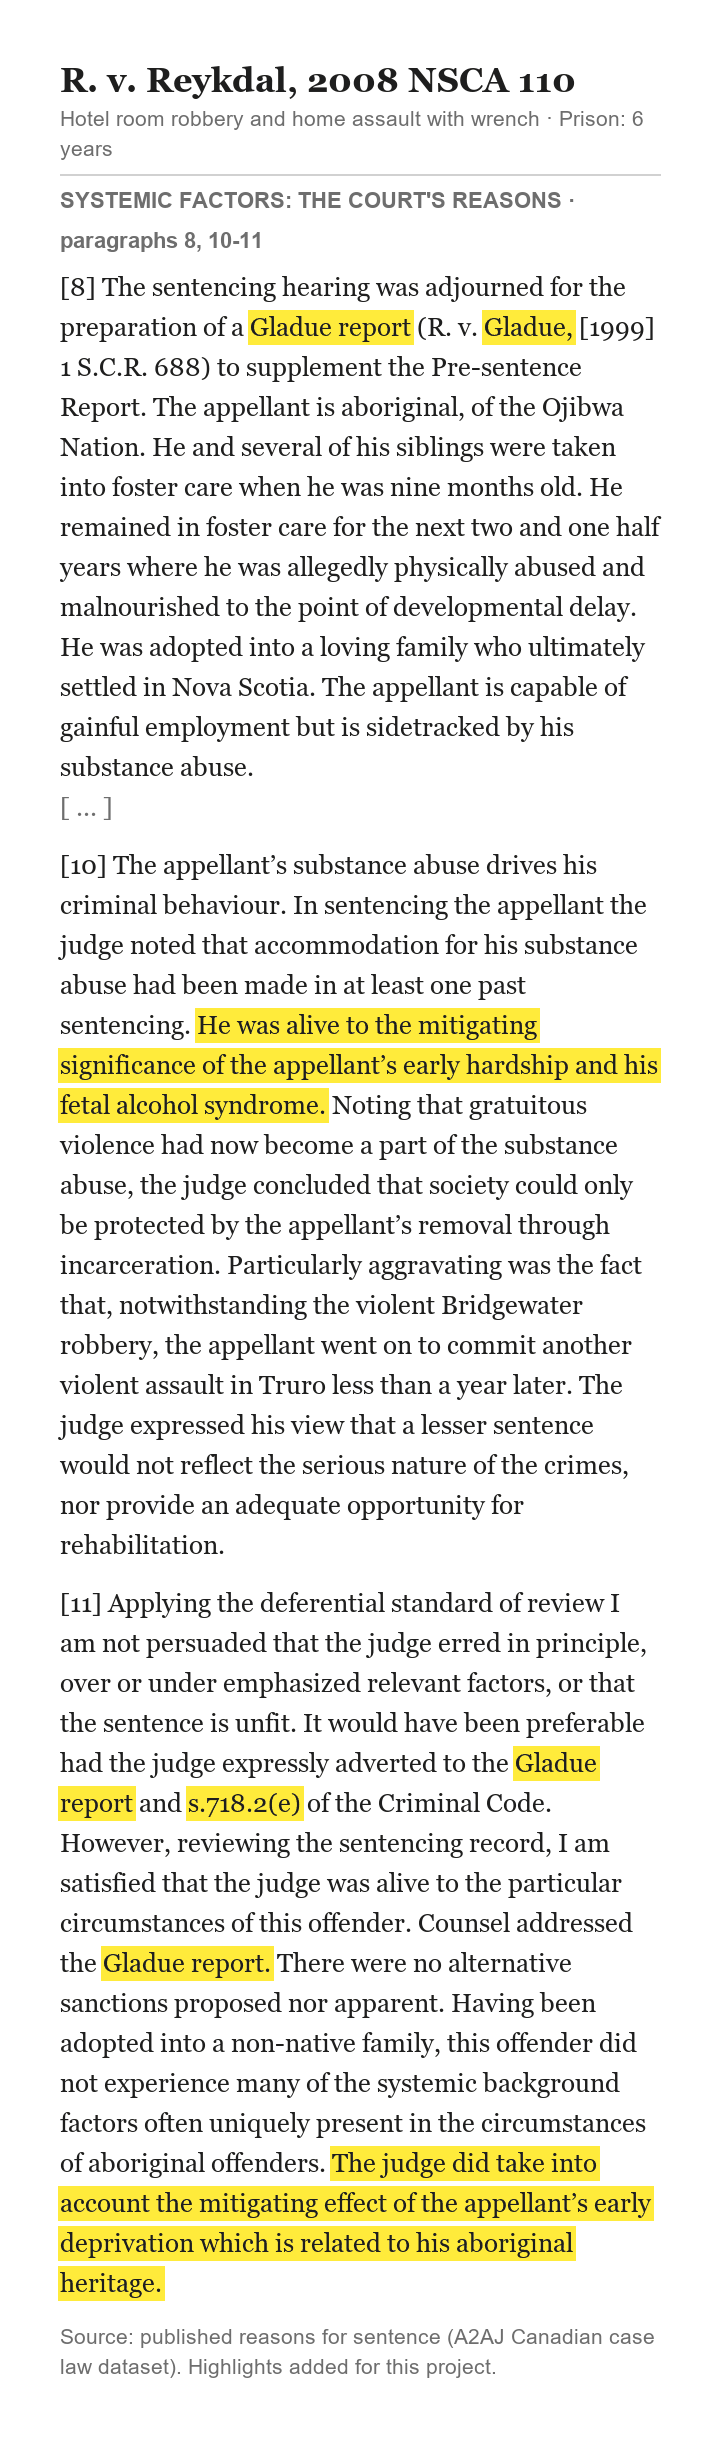 R. v. Reykdal, 2008 NSCA 110
Hotel room robbery and home assault with wrench · Prison: 6
years
SYSTEMIC FACTORS: THE COURT'S REASONS ·
paragraphs 8, 10-11
[8] The sentencing hearing was adjourned for the
preparation of a Gladue report (R. v. Gladue, [1999]
1 S.C.R. 688) to supplement the Pre-sentence
Report. The appellant is aboriginal, of the Ojibwa
Nation. He and several of his siblings were taken
into foster care when he was nine months old. He
remained in foster care for the next two and one half
years where he was allegedly physically abused and
malnourished to the point of developmental delay.
He was adopted into a loving family who ultimately
settled in Nova Scotia. The appellant is capable of
gainful employment but is sidetracked by his
substance abuse.
[ ... ]
[10] The appellant’s substance abuse drives his
criminal behaviour. In sentencing the appellant the
judge noted that accommodation for his substance
abuse had been made in at least one past
sentencing. He was alive to the mitigating
significance of the appellant’s early hardship and his
fetal alcohol syndrome. Noting that gratuitous
violence had now become a part of the substance
abuse, the judge concluded that society could only
be protected by the appellant’s removal through
incarceration. Particularly aggravating was the fact
that, notwithstanding the violent Bridgewater
robbery, the appellant went on to commit another
violent assault in Truro less than a year later. The
judge expressed his view that a lesser sentence
would not reflect the serious nature of the crimes,
nor provide an adequate opportunity for
rehabilitation.
[11] Applying the deferential standard of review I
am not persuaded that the judge erred in principle,
over or under emphasized relevant factors, or that
the sentence is unfit. It would have been preferable
had the judge expressly adverted to the Gladue
report and s.718.2(e) of the Criminal Code.
However, reviewing the sentencing record, I am
satisfied that the judge was alive to the particular
circumstances of this offender. Counsel addressed
the Gladue report. There were no alternative
sanctions proposed nor apparent. Having been
adopted into a non-native family, this offender did
not experience many of the systemic background
factors often uniquely present in the circumstances
of aboriginal offenders. The judge did take into
account the mitigating effect of the appellant’s early
deprivation which is related to his aboriginal
heritage.
Source: published reasons for sentence (A2AJ Canadian case
law dataset). Highlights added for this project.